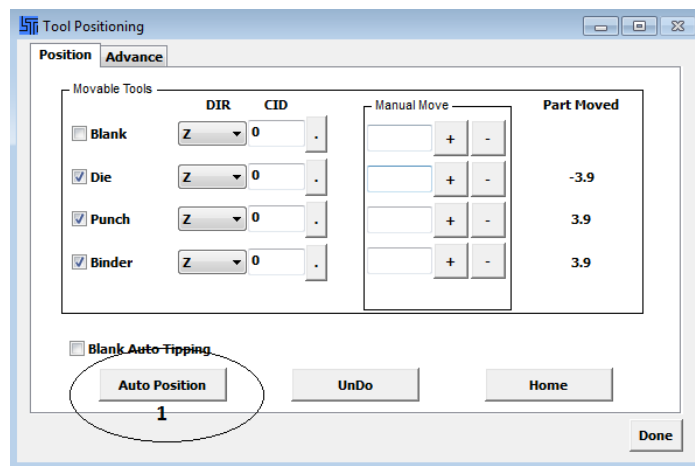 Tool Positioning
Position Advance
Movable Tools
DIR CID Manual Move Part Moved
Blank Z 0 . + -
Die Z 0 . + - -3.9
Punch Z 0 . + - 3.9
Binder Z 0 . + - 3.9
Blank Auto Tipping
Auto Position UnDo Home
1
Done